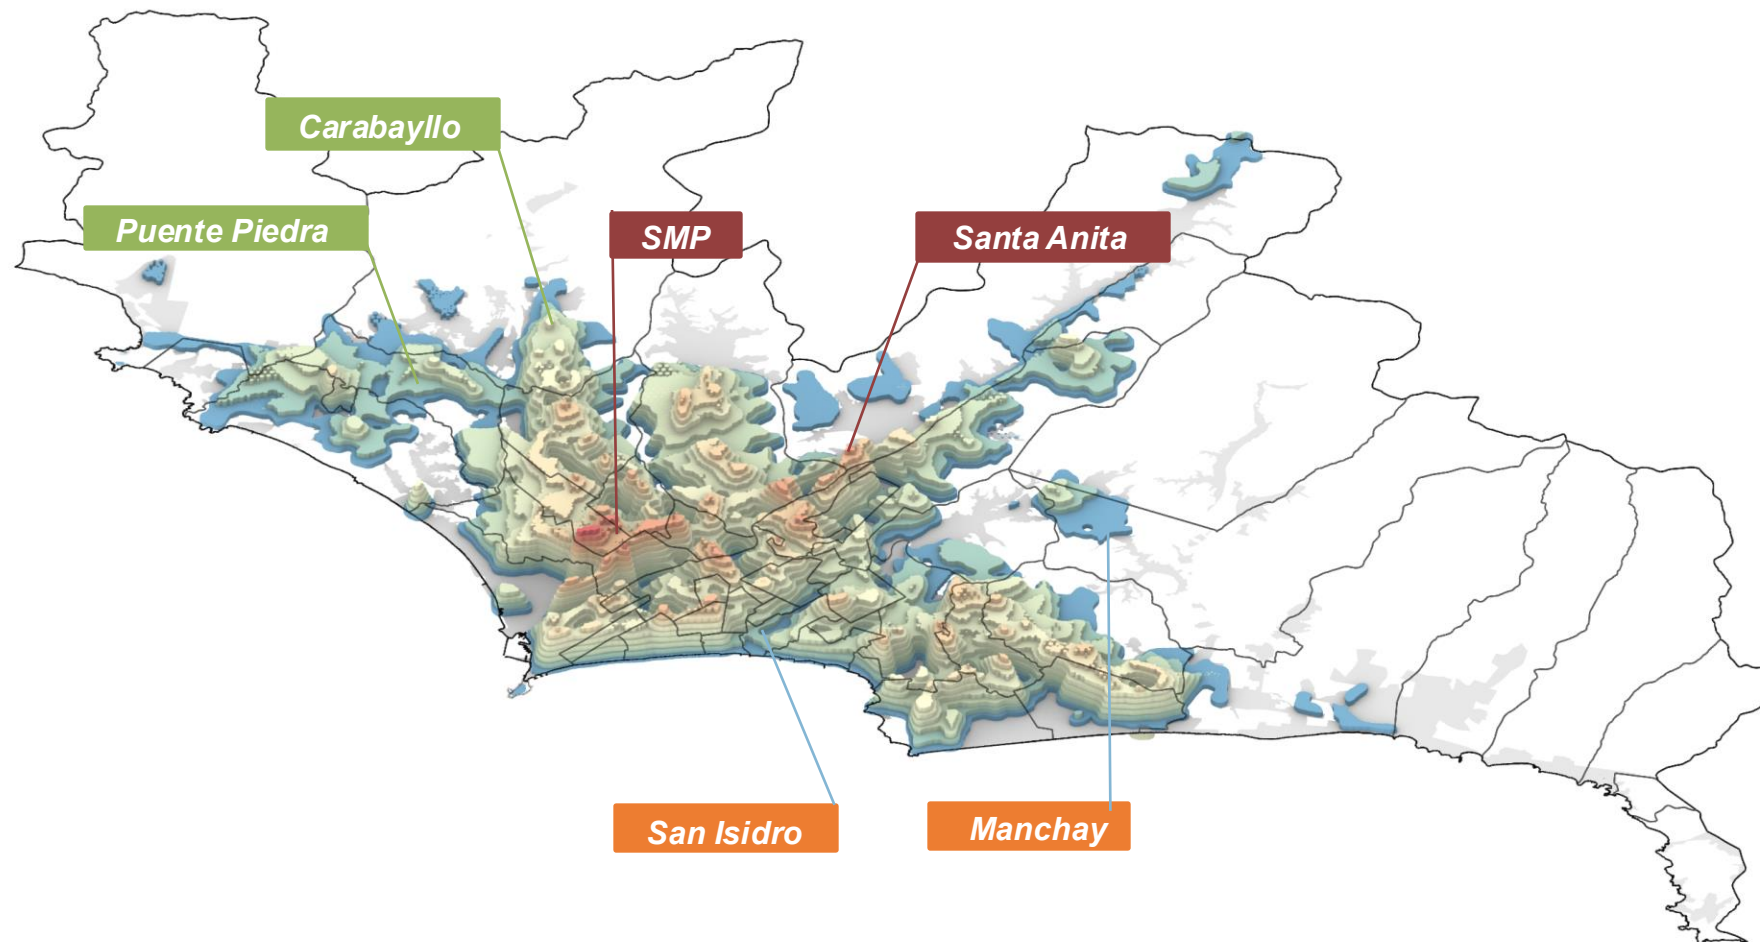 Carabayllo
Puente Piedra
SMP
Santa Anita
San Isidro
Manchay